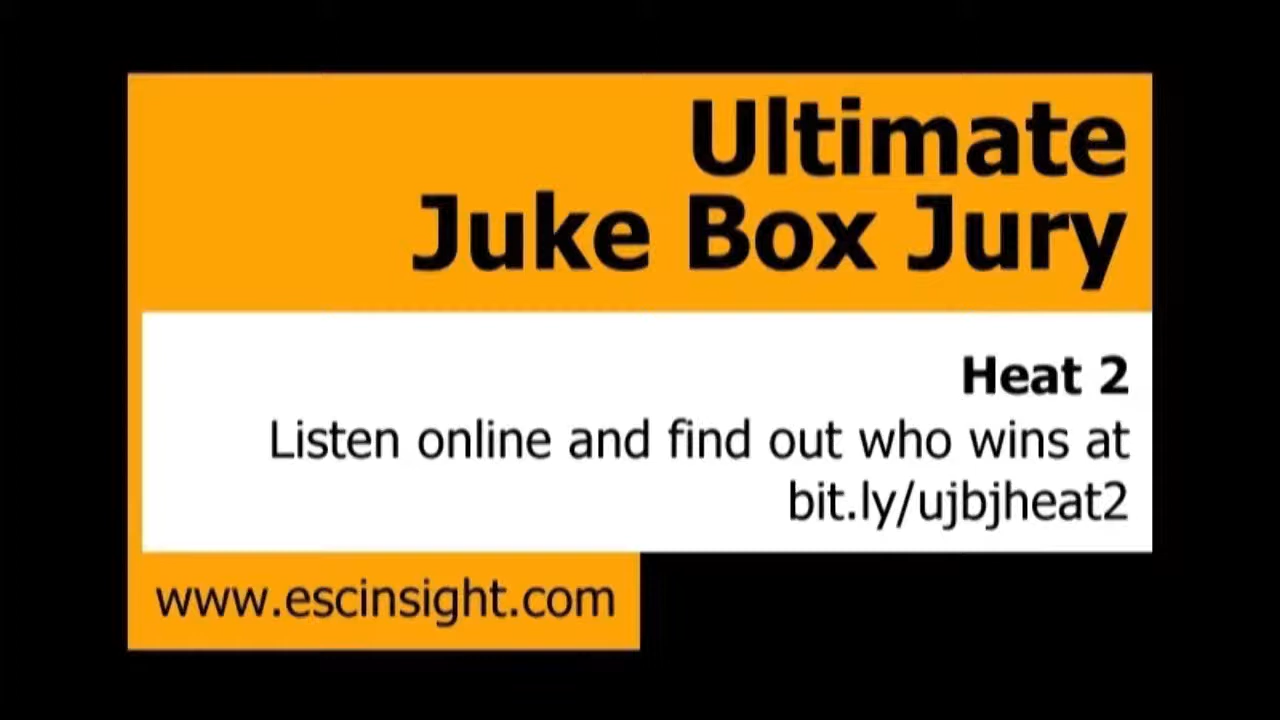 Ultimate
Juke Box Jury
Heat 2
Listen online and find out who wins at
bit.ly/ujbjheat2
www.escinsight.com